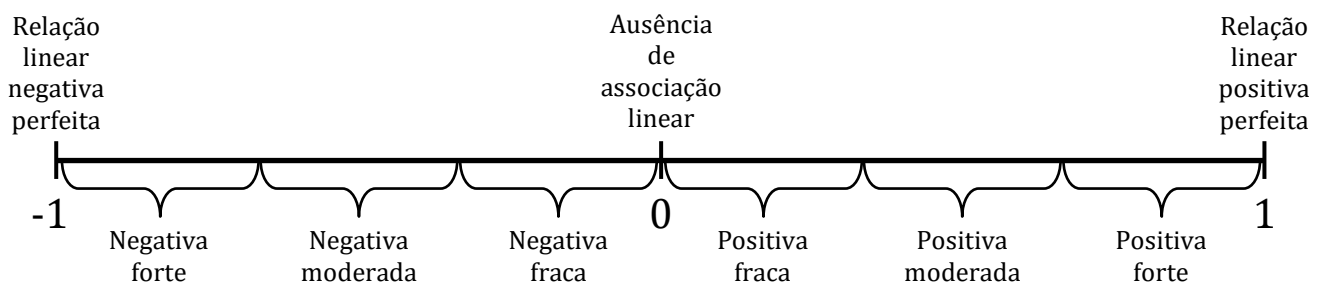 Relação
linear
negativa
perfeita
Ausência
de
associação
linear
Relação
linear
positiva
perfeita
-1
0
1
Negativa
forte
Negativa
moderada
Negativa
fraca
Positiva
fraca
Positiva
moderada
Positiva
forte